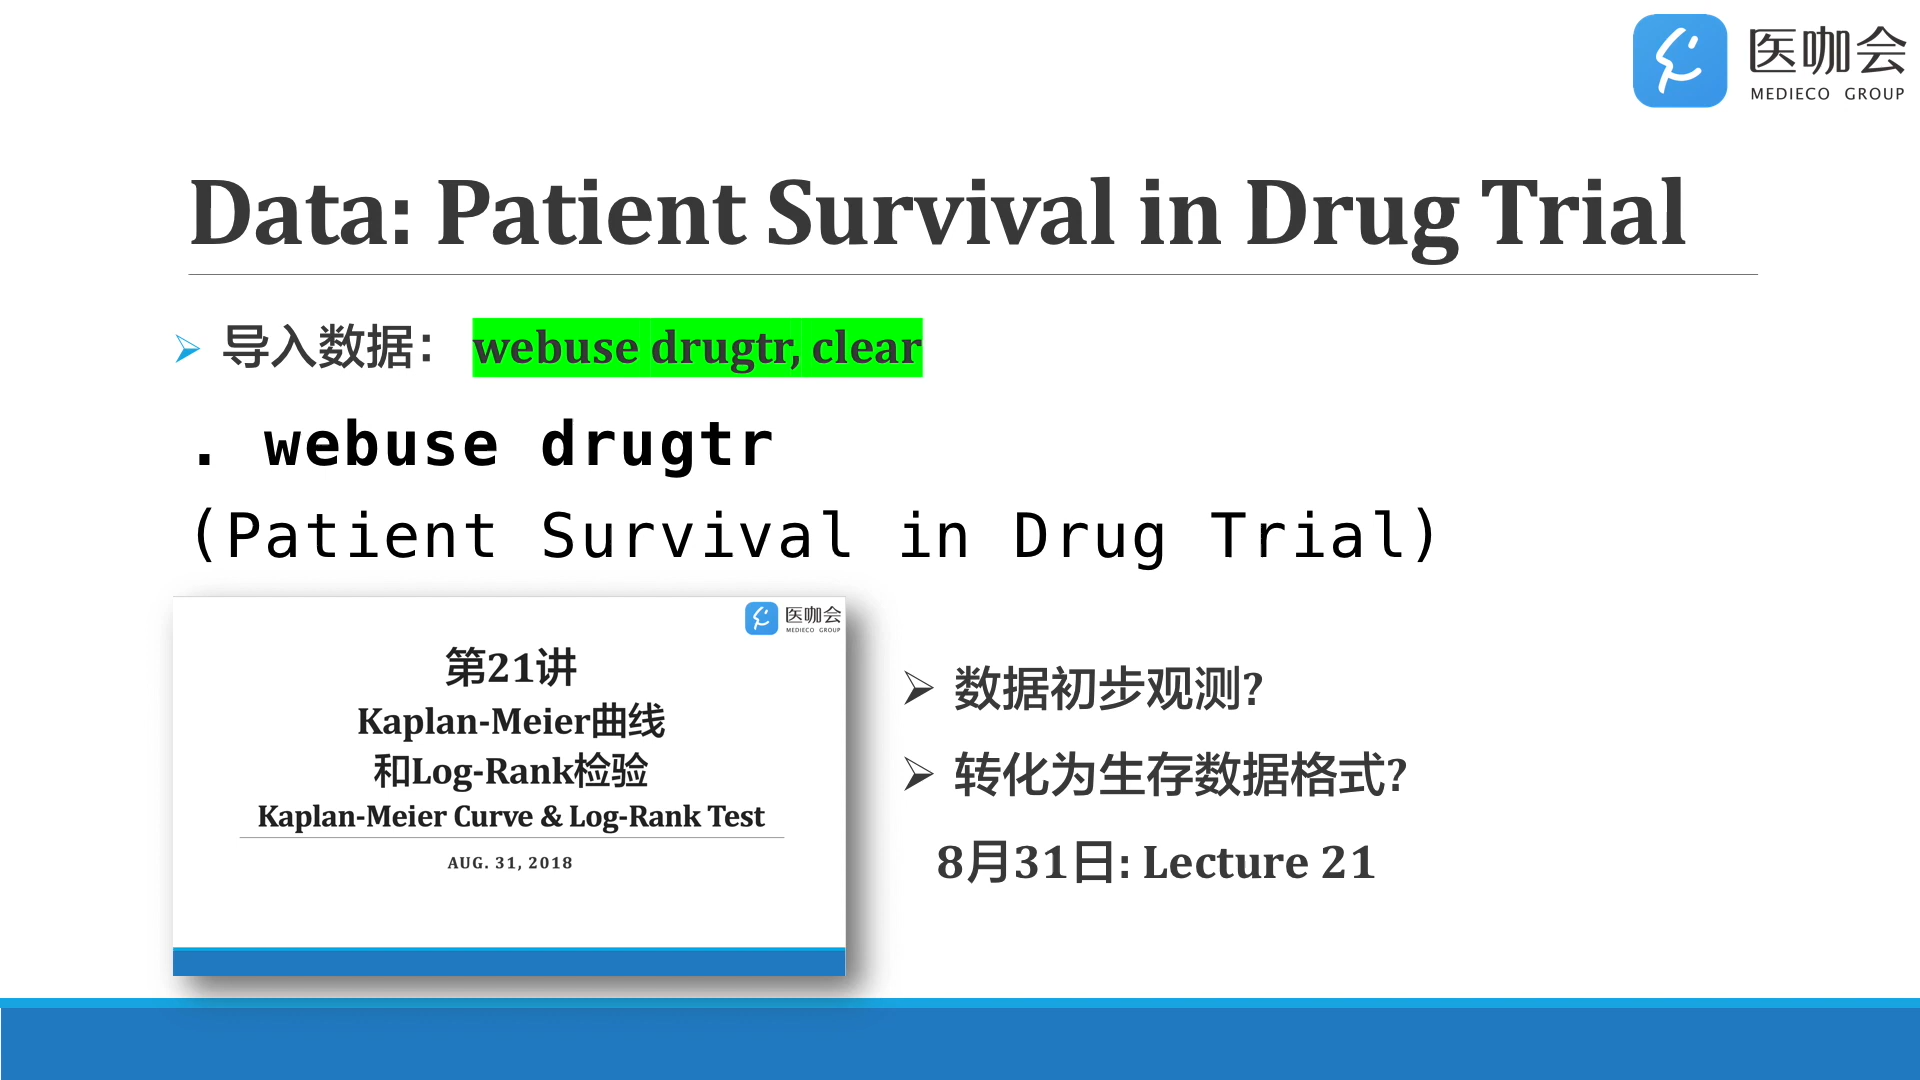 医咖会
MEDIECO GROUP
Data: Patient Survival in Drug Trial
导入数据： webuse drugtr, clear
. webuse drugtr
(Patient Survival in Drug Trial)
医咖会
MEDIECO GROUP
第21讲
Kaplan-Meier曲线
和Log-Rank检验
Kaplan-Meier Curve & Log-Rank Test
AUG. 31, 2018
数据初步观测?
转化为生存数据格式?
8月31日: Lecture 21